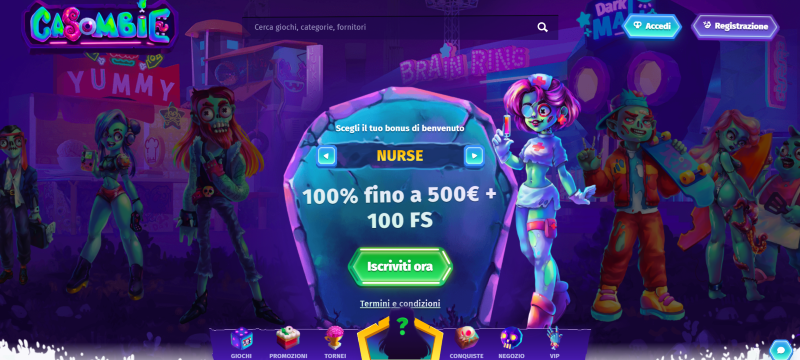 CASOMBIE
Cerca giochi, categorie, fornitori
Accedi
Registrazione
Dark
MA
YUMMY
BRAIN RING
Scegli il tuo bonus di benvenuto
NURSE
100% fino a 500€ +
100 FS
Iscriviti ora
Termini e condizioni
?
GIOCHI
PROMOZIONI
TORNEI
CONQUISTE
NEGOZIO
VIP